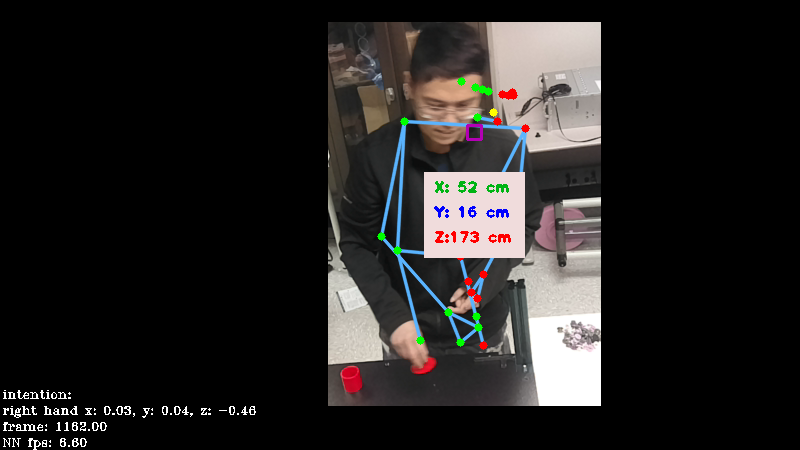 X: 52 cm
Y: 16 cm
Z:173 cm
intention:
right hand x: 0.03, y: 0.04, z: -0.46
frame: 1162.00
NN fps: 6.60